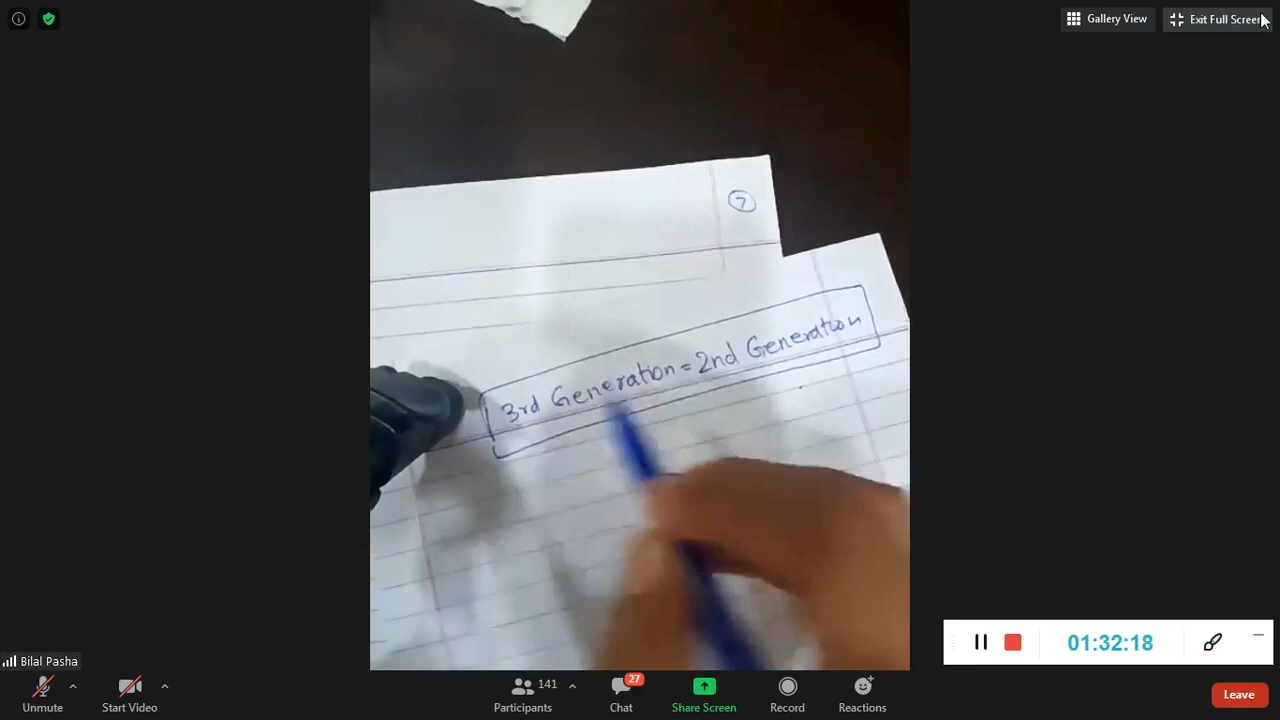 Gallery View
Exit Full Screen
7
3rd Generation = 2nd Generation
01:32:18
Bilal Pasha
Unmute
Start Video
141
Participants
27
Chat
Share Screen
Record
Reactions
Leave